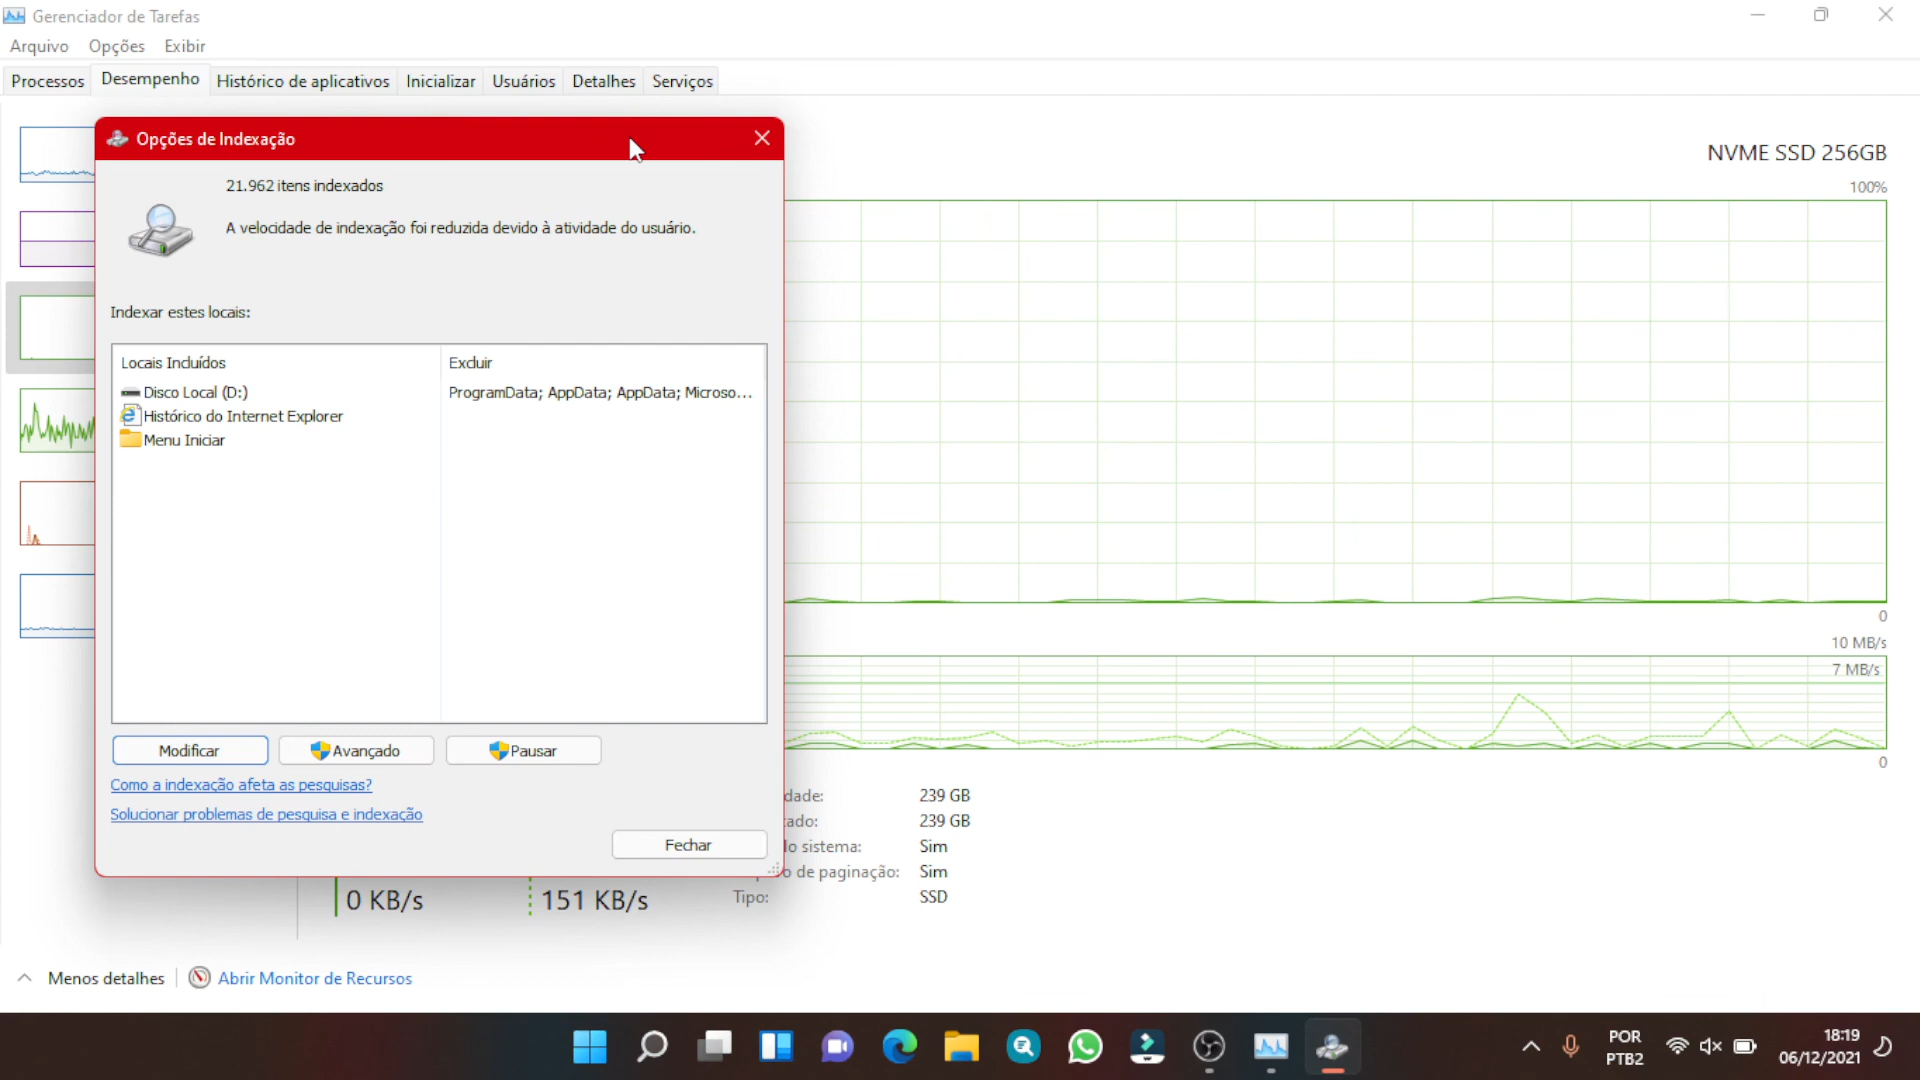 Gerenciador de Tarefas
Arquivo Opções Exibir
Processos Desempenho Histórico de aplicativos Inicializar Usuários Detalhes Serviços
Opções de Indexação
NVME SSD 256GB
100%
21.962 itens indexados
A velocidade de indexação foi reduzida devido à atividade do usuário.
Indexar estes locais:
Locais Incluídos Excluir
Disco Local (D:) ProgramData; AppData; AppData; Microso...
Histórico do Internet Explorer
Menu Iniciar
0
10 MB/s
7 MB/s
Modificar Avançado Pausar
0
Como a indexação afeta as pesquisas?
Solucionar problemas de pesquisa e indexação
Fechar
dade: 239 GB
ado: 239 GB
lo sistema: Sim
o de paginação: Sim
Tipo: SSD
0 KB/s 151 KB/s
Menos detalhes Abrir Monitor de Recursos
POR
PTB2
18:19
06/12/2021